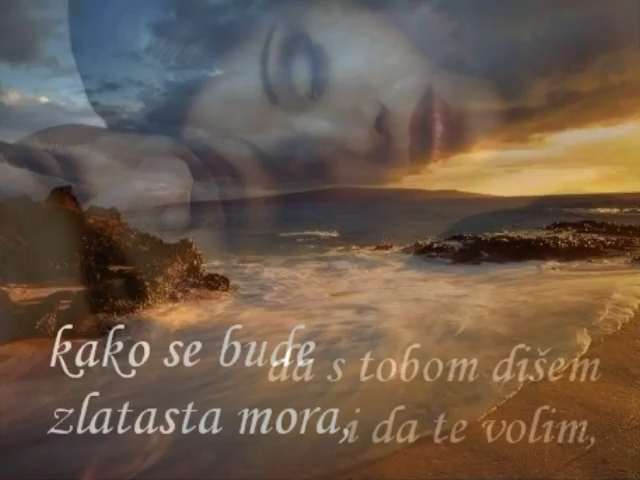 kako se bude
zlatasta mora,
da s tobom dišem
i da te volim,